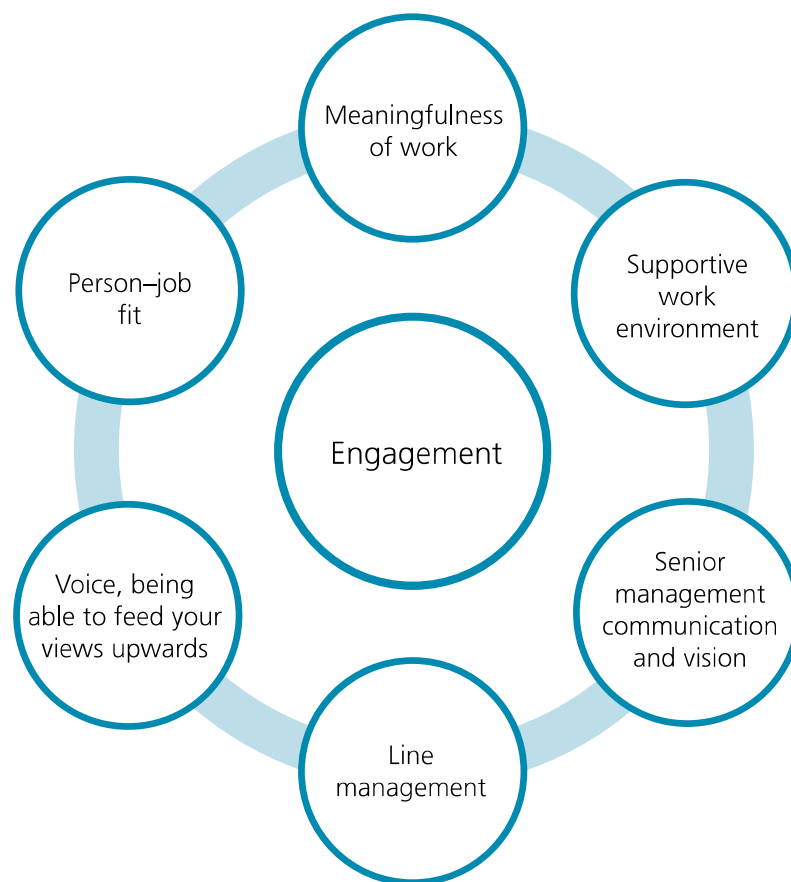 Meaningfulness
of work
Supportive
work
environment
Senior
management
communication
and vision
Line
management
Voice, being
able to feed your
views upwards
Person–job
fit
Engagement